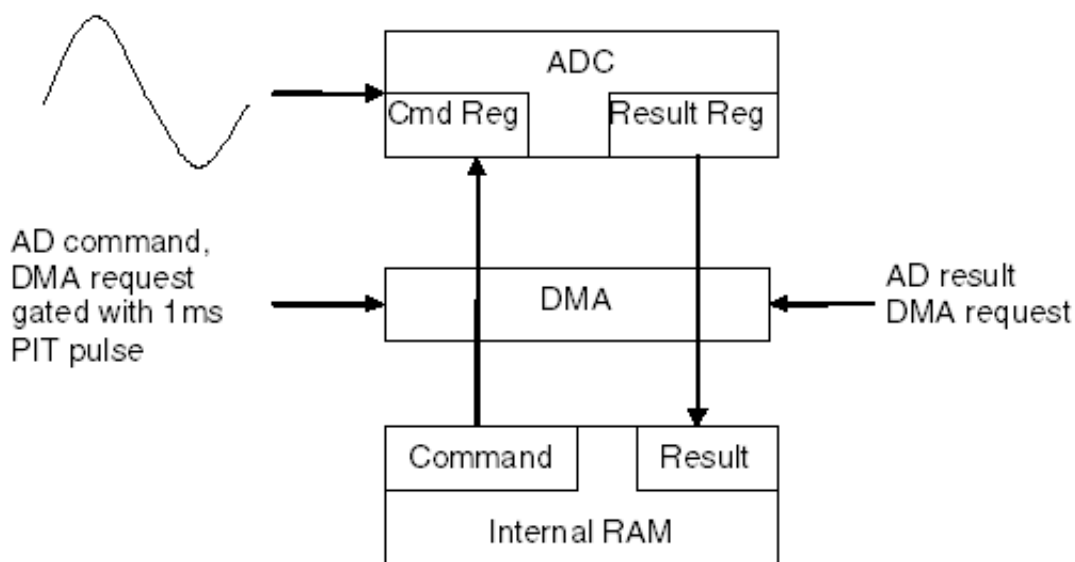 ADC
Cmd Reg
Result Reg
AD command,
DMA request
gated with 1ms
PIT pulse
DMA
AD result
DMA request
Command
Result
Internal RAM